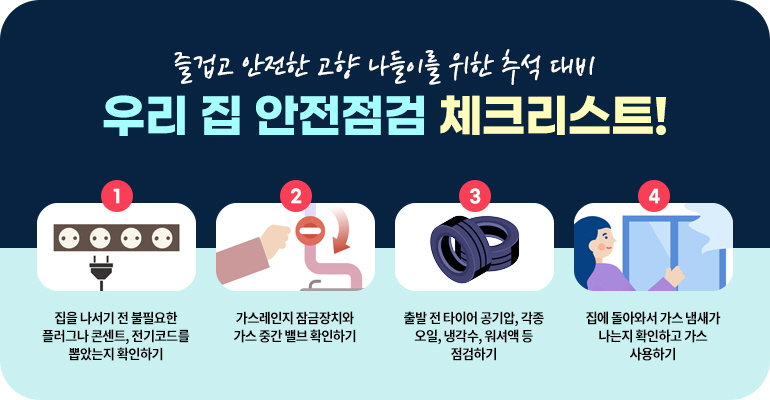 즐겁고 안전한 고향 나들이를 위한 추석 대비
우리 집 안전점검 체크리스트!
1
집을 나서기 전 불필요한
플러그나 콘센트, 전기코드를
뽑았는지 확인하기
2
가스레인지 잠금장치와
가스 중간 밸브 확인하기
3
출발 전 타이어 공기압, 각종
오일, 냉각수, 워셔액 등
점검하기
4
집에 돌아와서 가스 냄새가
나는지 확인하고 가스
사용하기